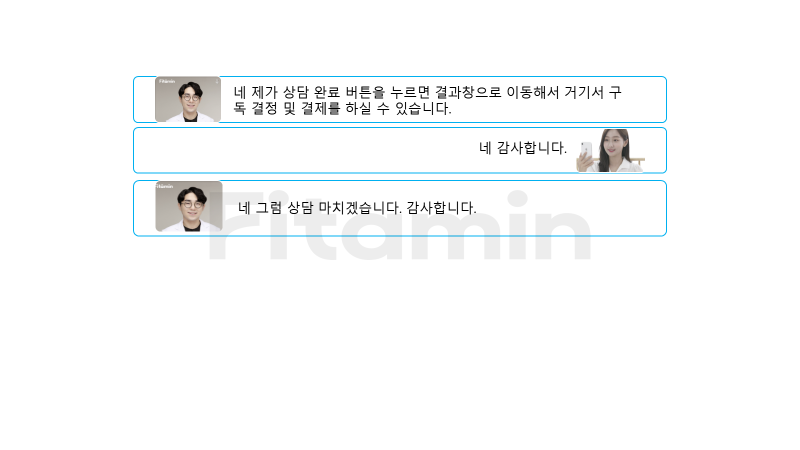 Fitamin
네 제가 상담 완료 버튼을 누르면 결과창으로 이동해서 거기서 구
독 결정 및 결제를 하실 수 있습니다.
네 감사합니다.
Fitamin
네 그럼 상담 마치겠습니다. 감사합니다.
Fitamin